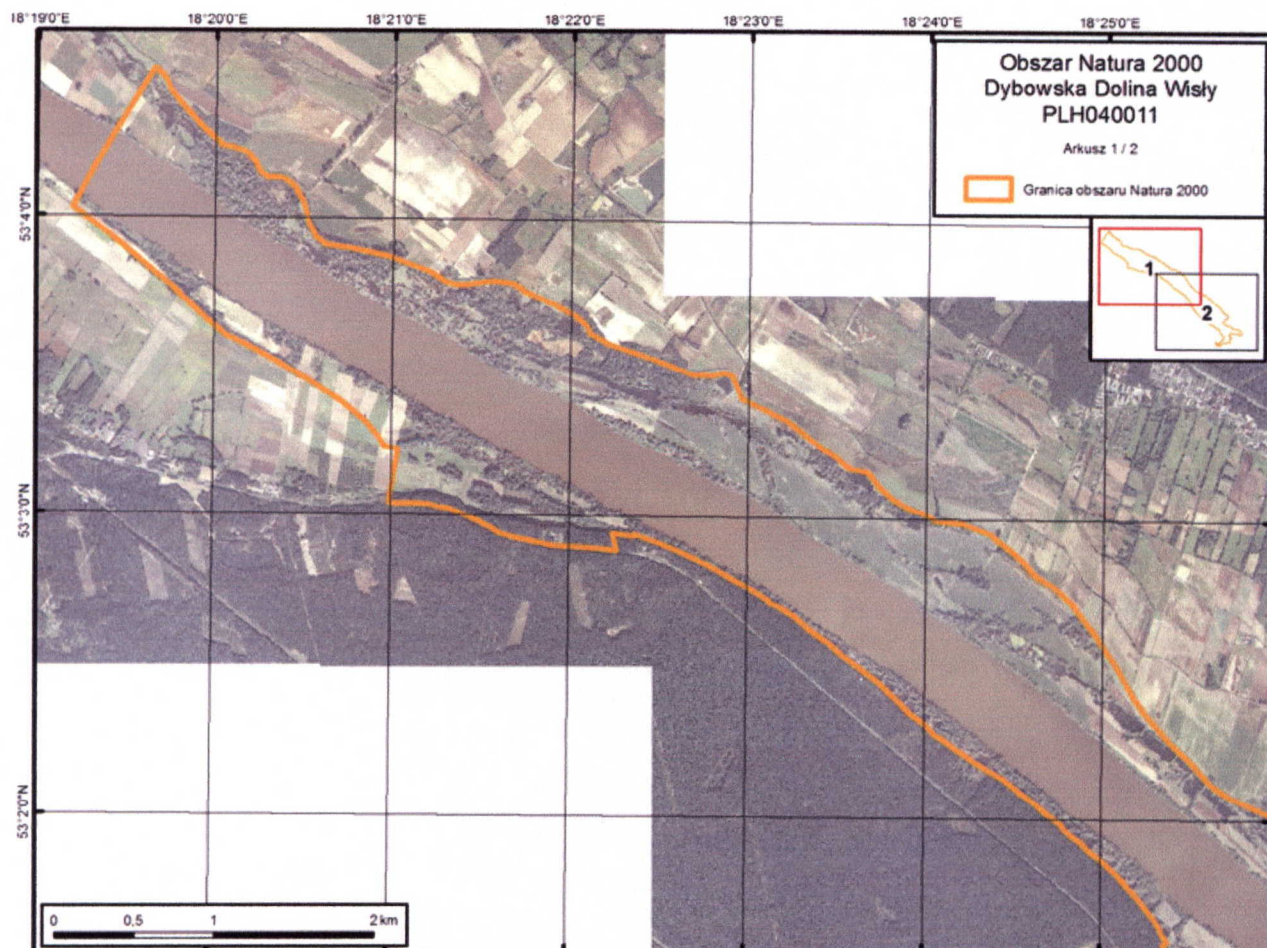 18°19'0"E
18°20'0"E
18°21'0"E
18°22'0"E
18°23'0"E
18°24'0"E
18°25'0"E
Obszar Natura 2000
Dybowska Dolina Wisły
PLH040011
Arkusz 1 / 2
Granica obszaru Natura 2000
1
2
53°4'0"N
53°3'0"N
53°2'0"N
0
0,5
1
2 km